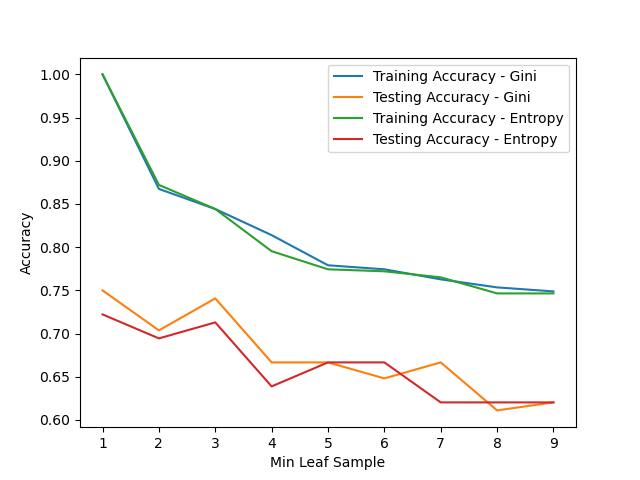 Training Accuracy - Gini
Testing Accuracy - Gini
Training Accuracy - Entropy
Testing Accuracy - Entropy
Accuracy
1.00
0.95
0.90
0.85
0.80
0.75
0.70
0.65
0.60
1 2 3 4 5 6 7 8 9
Min Leaf Sample